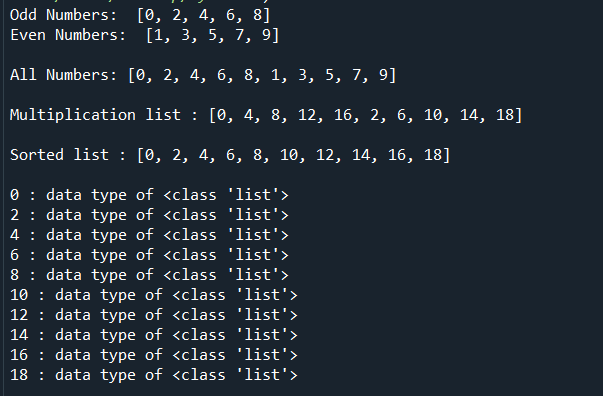 Odd Numbers:  [0, 2, 4, 6, 8]
Even Numbers:  [1, 3, 5, 7, 9]
All Numbers: [0, 2, 4, 6, 8, 1, 3, 5, 7, 9]
Multiplication list : [0, 4, 8, 12, 16, 2, 6, 10, 14, 18]
Sorted list : [0, 2, 4, 6, 8, 10, 12, 14, 16, 18]
0 : data type of <class 'list'>
2 : data type of <class 'list'>
4 : data type of <class 'list'>
6 : data type of <class 'list'>
8 : data type of <class 'list'>
10 : data type of <class 'list'>
12 : data type of <class 'list'>
14 : data type of <class 'list'>
16 : data type of <class 'list'>
18 : data type of <class 'list'>